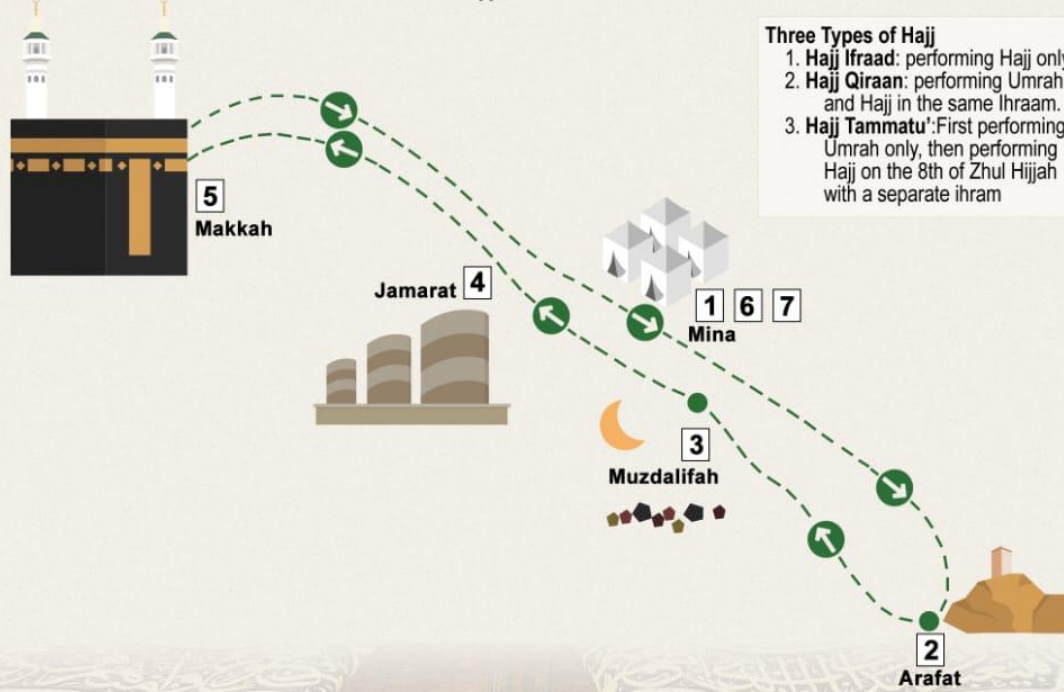 Three Types of Hajj
1. Hajj Ifraad: performing Hajj only
2. Hajj Qiraan: performing Umrah
and Hajj in the same Ihraam.
3. Hajj Tammatu':First performing
Umrah only, then performing
Hajj on the 8th of Zhul Hijjah
with a separate ihram
5
Makkah
Jamarat 4
1 6 7
Mina
3
Muzdalifah
2
Arafat